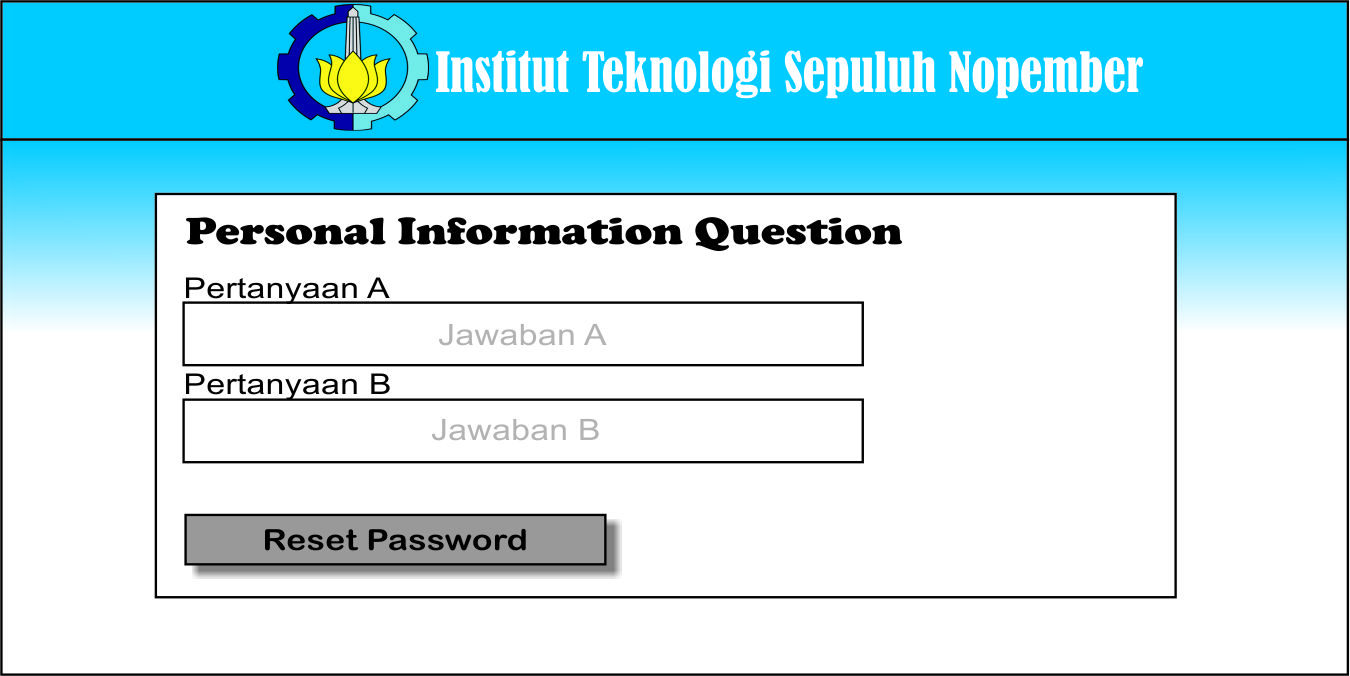 Institut Teknologi Sepuluh Nopember
Personal Information Question
Pertanyaan A
Jawaban A
Pertanyaan B
Jawaban B
Reset Password